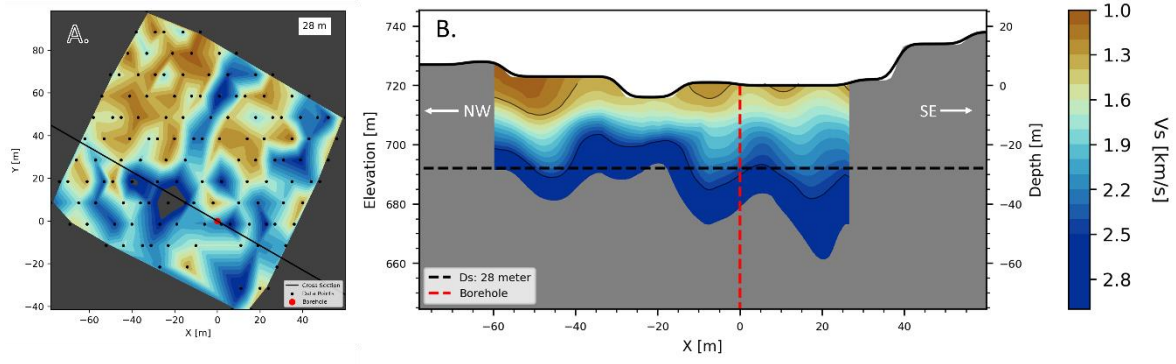 A.
28 m
80
60
40
20
0
−20
−40
Y [m]
−60
−40
−20
0
20
40
60
X [m]
Cross Section
Data Points
Borehole
B.
740
720
700
680
660
Elevation [m]
NW
SE
20
0
−20
−40
−60
Depth [m]
Ds: 28 meter
Borehole
−60
−40
−20
0
20
40
X [m]
1.0
1.3
1.6
1.9
2.2
2.5
2.8
Vs [km/s]